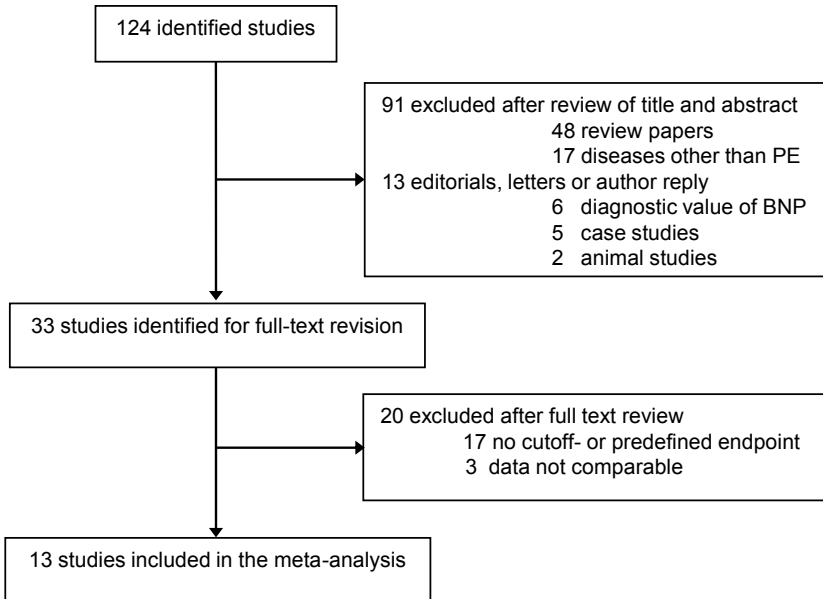 124 identified studies
91 excluded after review of title and abstract
48 review papers
17 diseases other than PE
13 editorials, letters or author reply
6 diagnostic value of BNP
5 case studies
2 animal studies
33 studies identified for full-text revision
20 excluded after full text review
17 no cutoff- or predefined endpoint
3 data not comparable
13 studies included in the meta-analysis